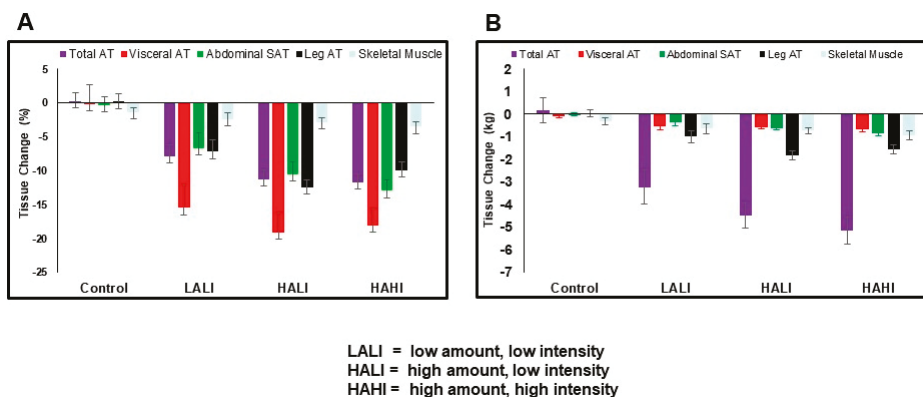 A
Total AT Visceral AT Abdominal SAT Leg AT Skeletal Muscle
Tissue Change (%)
5
0
-5
-10
-15
-20
-25
Control LALI HALI HAHI
B
Total AT Visceral AT Abdominal SAT Leg AT Skeletal Muscle
Tissue Change (kg)
2
1
0
-1
-2
-3
-4
-5
-6
-7
Control LALI HALI HAHI
LALI = low amount, low intensity
HALI = high amount, low intensity
HAHI = high amount, high intensity